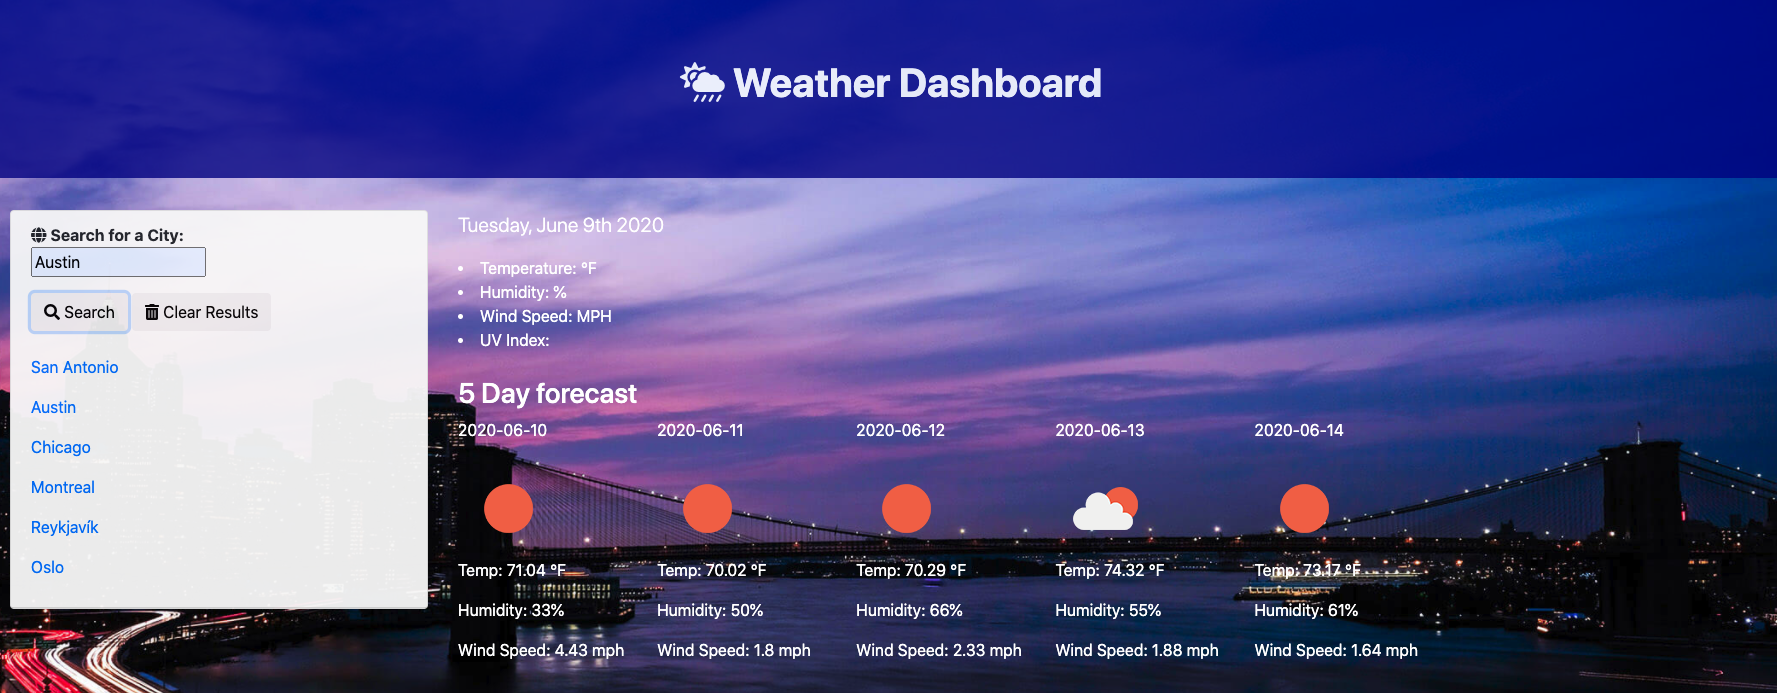 Weather Dashboard
Search for a City:
Austin
Search
Clear Results
San Antonio
Austin
Chicago
Montreal
Reykjavík
Oslo
Tuesday, June 9th 2020
Temperature: °F
Humidity: %
Wind Speed: MPH
UV Index:
5 Day forecast
2020-06-10
Temp: 71.04 °F
Humidity: 33%
Wind Speed: 4.43 mph
2020-06-11
Temp: 70.02 °F
Humidity: 50%
Wind Speed: 1.8 mph
2020-06-12
Temp: 70.29 °F
Humidity: 66%
Wind Speed: 2.33 mph
2020-06-13
Temp: 74.32 °F
Humidity: 55%
Wind Speed: 1.88 mph
2020-06-14
Temp: 73.17 °F
Humidity: 61%
Wind Speed: 1.64 mph